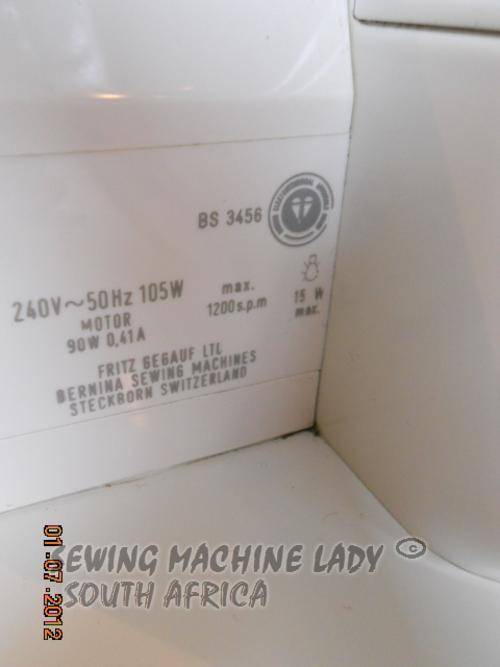 BS 3456
240V~50Hz 105W
max.
1200s.p.m
15 W
max.
MOTOR
90W 0,41A
FRITZ GEGAUF LTL
BERNINA SEWING MACHINES
STECKBORN SWITZERLAND
SEWING MACHINE LADY ©
SOUTH AFRICA
01.07.2012